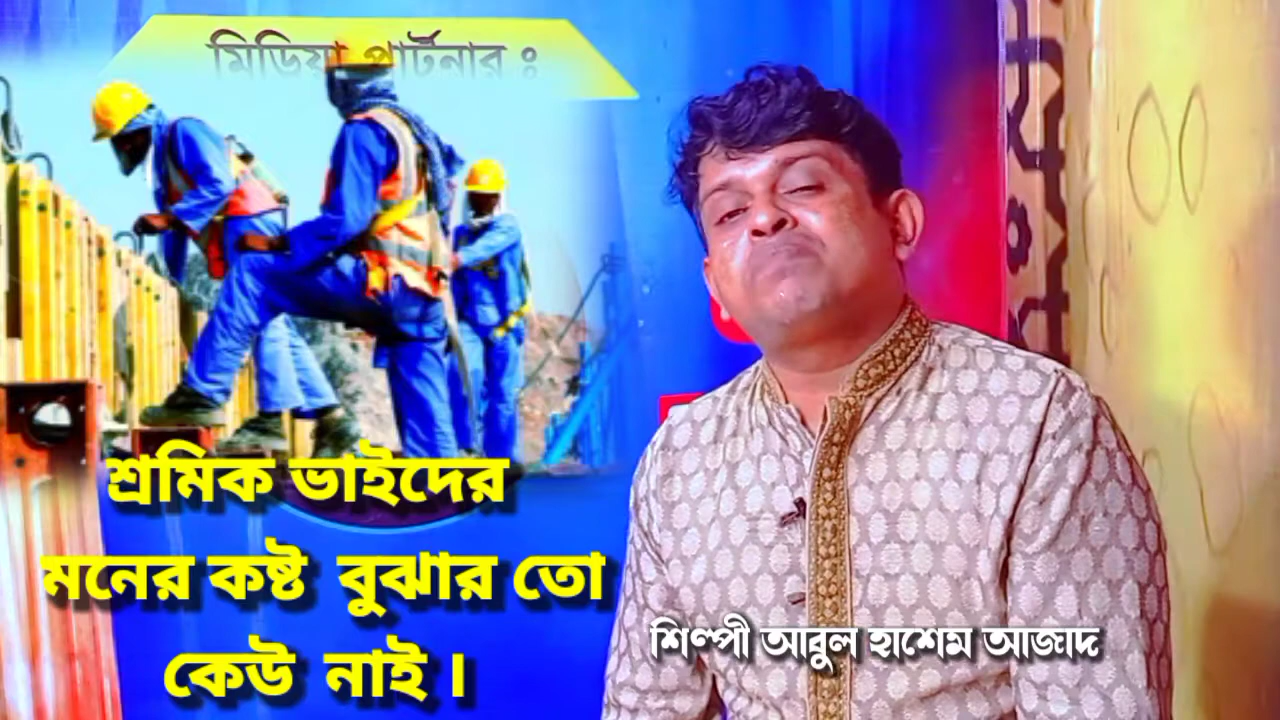 মিডিয়া পার্টনার ঃ
শ্রমিক ভাইদের
মনের কষ্ট বুঝার তো
কেউ নাই ।
শিল্পী আবুল হাশেম আজাদ